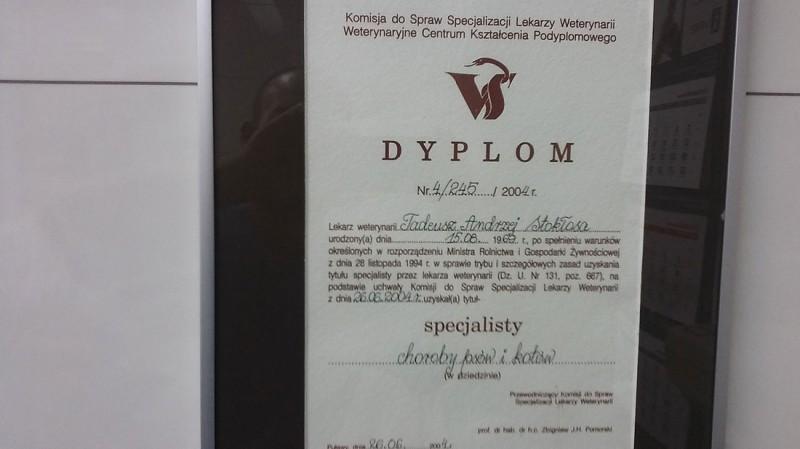 Komisja do Spraw Specjalizacji Lekarzy Weterynarii
Weterynaryjne Centrum Kształcenia Podyplomowego
DYPLOM
Nr. 4/245 / 2004 r.
Lekarz weterynarii Tadeusz Andrzej Stokłosa
urodzony(a) dnia 15.08. 1963 r., po spełnieniu warunków
określonych w rozporządzeniu Ministra Rolnictwa i Gospodarki Żywnościowej
z dnia 28 listopada 1994 r. w sprawie trybu i szczegółowych zasad uzyskania
tytułu specjalisty przez lekarza weterynarii (Dz. U. Nr 131, poz. 667), na
podstawie uchwały Komisji do Spraw Specjalizacji Lekarzy Weterynarii
z dnia 26.06.2004 r. uzyskał(a) tytuł-
specjalisty
choroby psów i kotów
(w dziedzinie)
Przewodniczący Komisji do Spraw
Specjalizacji Lekarzy Weterynarii
prof. dr hab. dr h.c. Zbigniew J.H. Pomorski
Puławy, dnia 26.06. 2004 r.